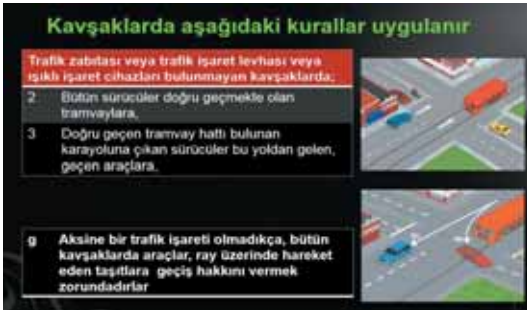 Kavşaklarda aşağıdaki kurallar uygulanır
Trafik zabıtası veya trafik işaret levhası veya
ışıklı işaret cihazları bulunmayan kavşaklarda;
2 Bütün sürücüler doğru geçmekte olan
tramvaylara,
3 Doğru geçen tramvay hattı bulunan
karayoluna çıkan sürücüler bu yoldan gelen,
geçen araçlara,
g Aksine bir trafik işareti olmadıkça, bütün
kavşaklarda araçlar, ray üzerinde hareket
eden taşıtlara geçiş hakkını vermek
zorundadırlar